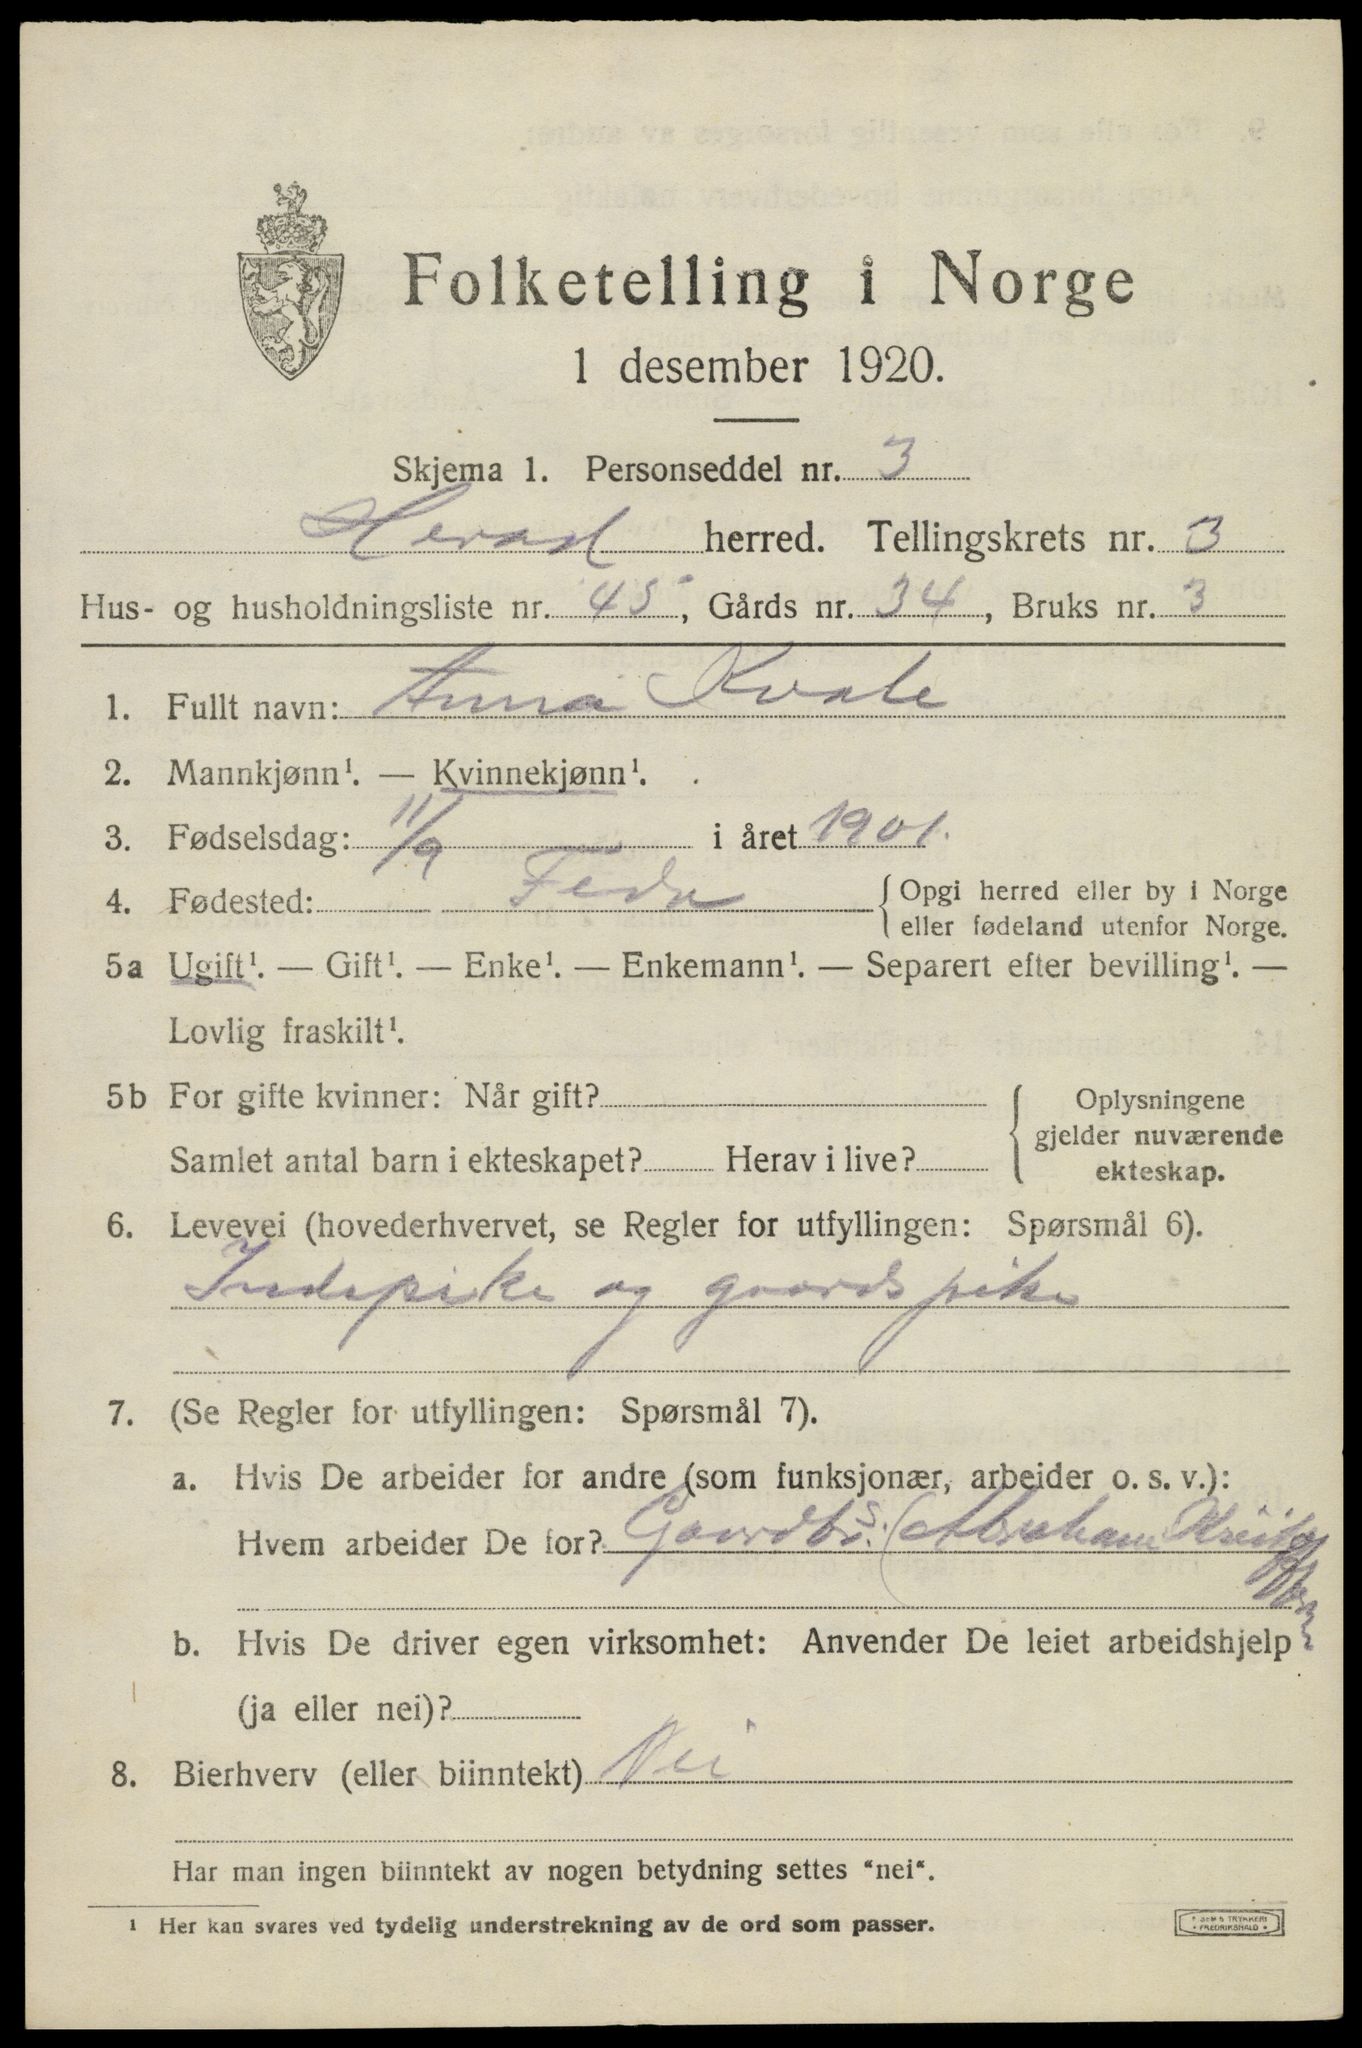 Folketelling i Norge
1 desember 1920.
Skjema 1. Personseddel nr. 3
Herad herred. Tellingskrets nr. 3
Hus- og husholdningsliste nr. 45, Gårds nr. 34, Bruks nr. 3
1. Fullt navn: Anna Kvale
2. Mannkjønn¹. — Kvinnekjønn¹.
3. Fødselsdag: 11/9 i året 1901.
4. Fødested: Feda { Opgi herred eller by i Norge
eller fødeland utenfor Norge.
5a Ugift¹. — Gift¹. — Enke¹. — Enkemann¹. — Separert efter bevilling¹. —
Lovlig fraskilt¹.
5b For gifte kvinner: Når gift?
Samlet antal barn i ekteskapet? Herav i live?
Oplysningene
gjelder nuværende
ekteskap.
6. Levevei (hovederhvervet, se Regler for utfyllingen: Spørsmål 6).
Indepike og gaardspike
7. (Se Regler for utfyllingen: Spørsmål 7).
a. Hvis De arbeider for andre (som funksjonær, arbeider o. s. v.):
Hvem arbeider De for? Gaardbs. (Abraham
b. Hvis De driver egen virksomhet: Anvender De leiet arbeidshjelp
(ja eller nei)?
8. Bierhverv (eller biinntekt) Nei
Har man ingen biinntekt av nogen betydning settes "nei".
¹ Her kan svares ved tydelig understrekning av de ord som passer.
TRYKKERI
FREDRIKSHALD